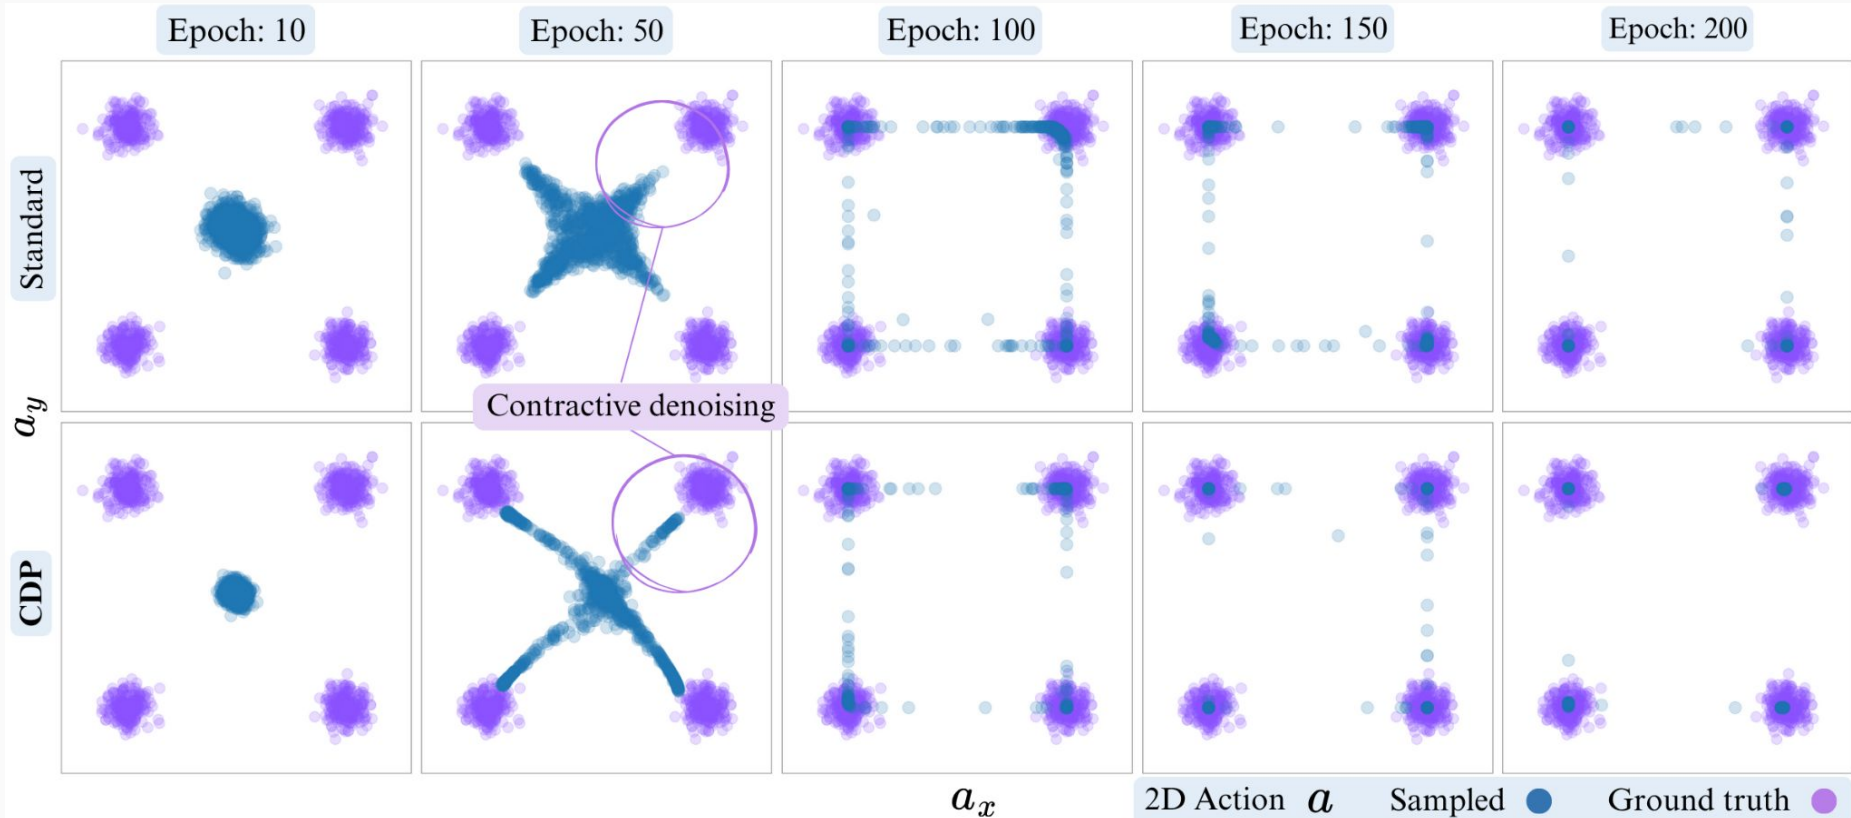 Epoch: 10
Epoch: 50
Epoch: 100
Epoch: 150
Epoch: 200
Standard
Contractive denoising
a_y
CDP
a_x
2D Action a
Sampled
Ground truth